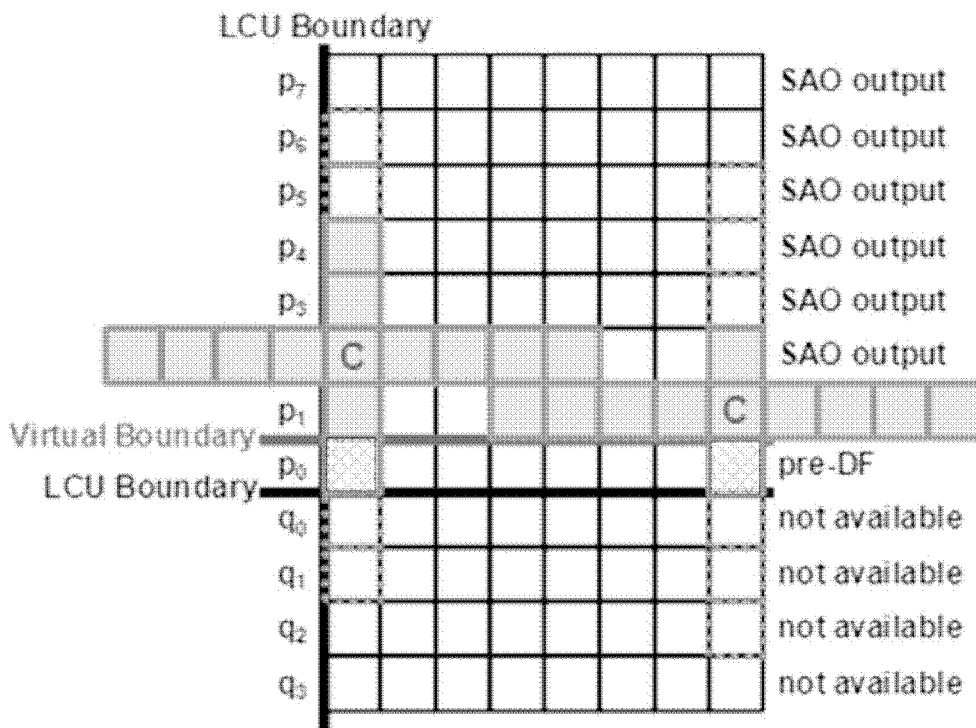 LCU Boundary
p₇ SAO output
p₆ SAO output
p₅ SAO output
p₄ SAO output
p₃ SAO output
C SAO output
p₁ C
Virtual Boundary
p₀ pre-DF
LCU Boundary
q₀ not available
q₁ not available
q₂ not available
q₃ not available